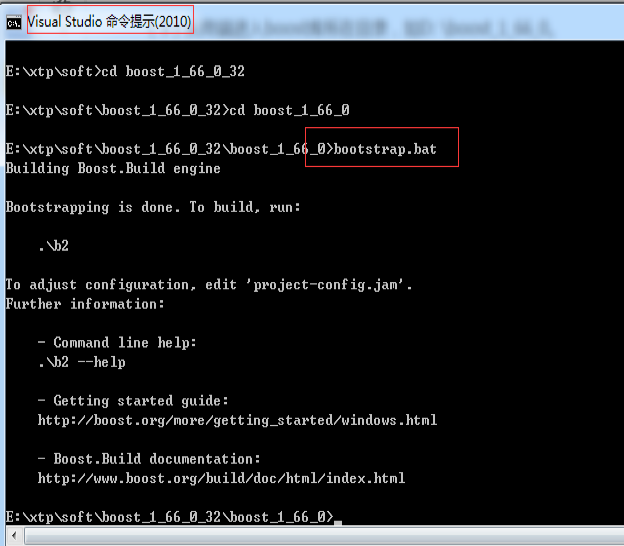 Visual Studio 命令提示(2010)
E:\xtp\soft>cd boost_1_66_0_32
E:\xtp\soft\boost_1_66_0_32>cd boost_1_66_0
E:\xtp\soft\boost_1_66_0_32\boost_1_66_0>bootstrap.bat
Building Boost.Build engine
Bootstrapping is done. To build, run:
.\b2
To adjust configuration, edit 'project-config.jam'.
Further information:
- Command line help:
.\b2 --help
- Getting started guide:
http://boost.org/more/getting_started/windows.html
- Boost.Build documentation:
http://www.boost.org/build/doc/html/index.html
E:\xtp\soft\boost_1_66_0_32\boost_1_66_0>